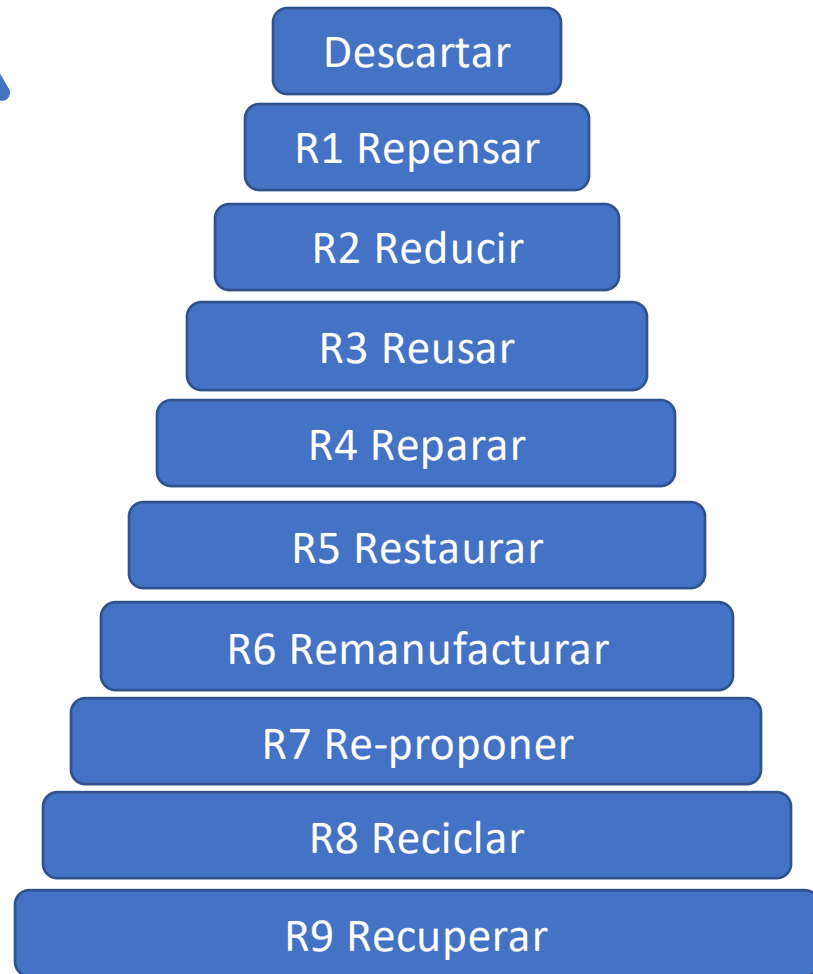 Descartar
R1 Repensar
R2 Reducir
R3 Reusar
R4 Reparar
R5 Restaurar
R6 Remanufacturar
R7 Re-proponer
R8 Reciclar
R9 Recuperar